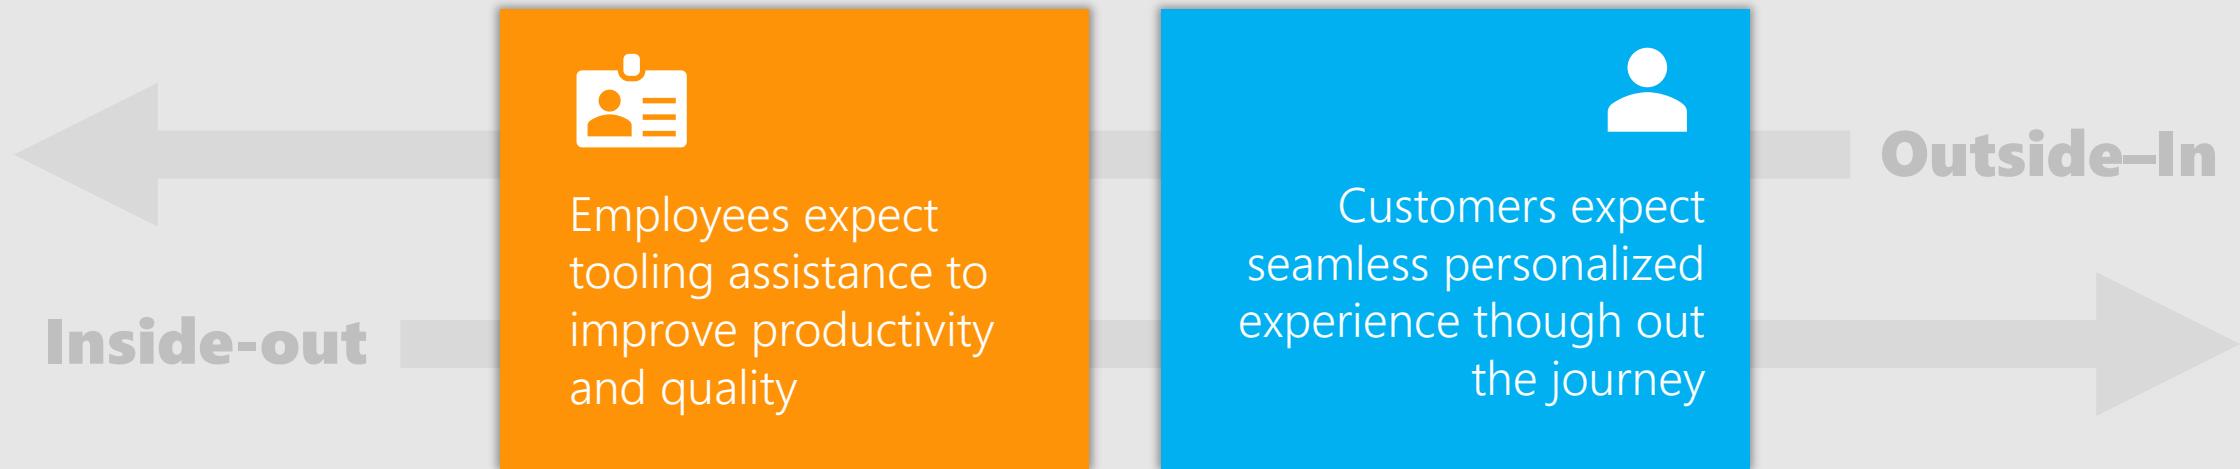 Employees expect
tooling assistance to
improve productivity
and quality
Customers expect
seamless personalized
experience though out
the journey
Outside–In
Inside-out